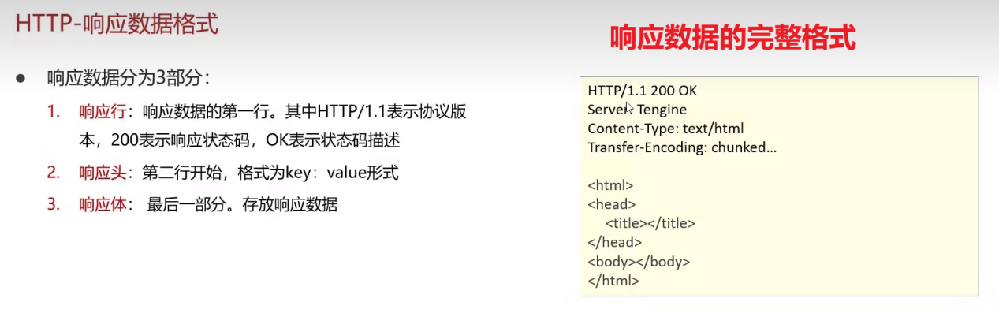 HTTP-响应数据格式
响应数据的完整格式
● 响应数据分为3部分：
1. 响应行：响应数据的第一行。其中HTTP/1.1表示协议版
本，200表示响应状态码，OK表示状态码描述
2. 响应头：第二行开始，格式为key：value形式
3. 响应体： 最后一部分。存放响应数据
HTTP/1.1 200 OK
Server: Tengine
Content-Type: text/html
Transfer-Encoding: chunked...
<html>
<head>
<title></title>
</head>
<body></body>
</html>